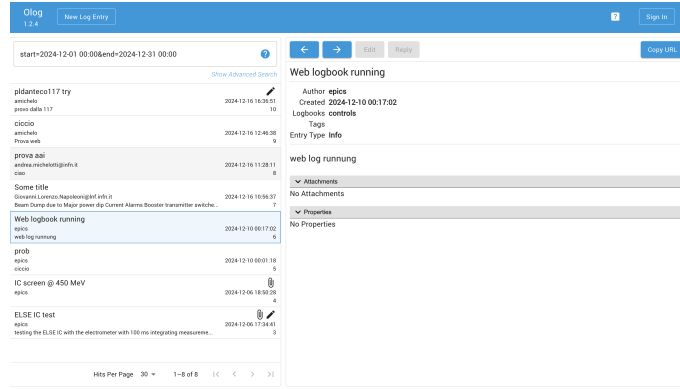 Olog
1.2.4
New Log Entry
?
Sign In
start=2024-12-01 00:00&end=2024-12-31 00:00
?
Show Advanced Search
pldanteco117 try
amichelo 2024-12-16 16:36:51
provo dalla 117 10
ciccio
amichelo 2024-12-16 12:46:38
Prova web 9
prova aai
andrea.michelotti@infn.it 2024-12-16 11:28:11
ciao 8
Some title
Giovanni.Lorenzo.Napoleoni@lnf.infn.it 2024-12-16 10:56:37
Beam Dump due to Major power dip Current Alarms Booster transmitter switche... 7
Web logbook running
epics 2024-12-10 00:17:02
web log runnung 6
prob
epics 2024-12-10 00:01:18
ciccio 5
IC screen @ 450 MeV
epics 2024-12-06 18:50:28
4
ELSE IC test
epics 2024-12-06 17:34:41
testing the ELSE IC with the electrometer with 100 ms integrating measureme... 3
Hits Per Page 30 1–8 of 8
Edit
Reply
Copy URL
Web logbook running
Author epics
Created 2024-12-10 00:17:02
Logbooks controls
Tags
Entry Type Info
web log runnung
Attachments
No Attachments
Properties
No Properties